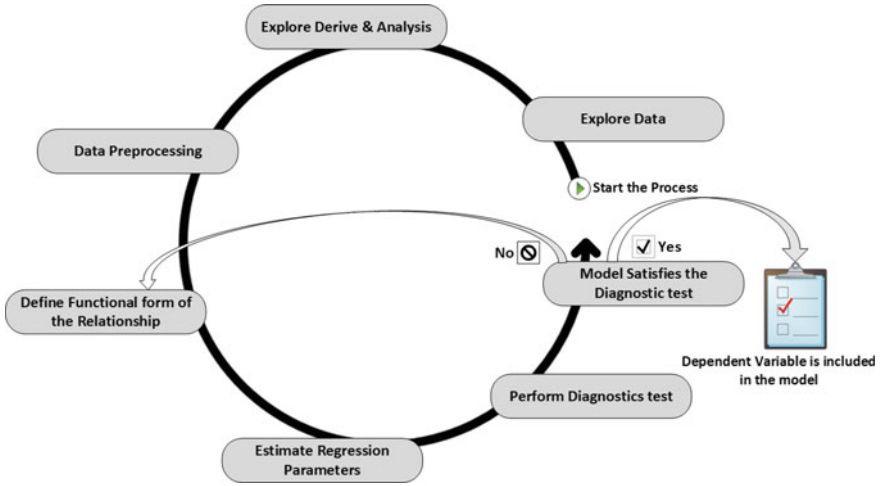 Explore Derive & Analysis
Explore Data
Data Preprocessing
Start the Process
No
Yes
Model Satisfies the
Diagnostic test
Define Functional form of
the Relationship
Dependent Variable is included
in the model
Perform Diagnostics test
Estimate Regression
Parameters